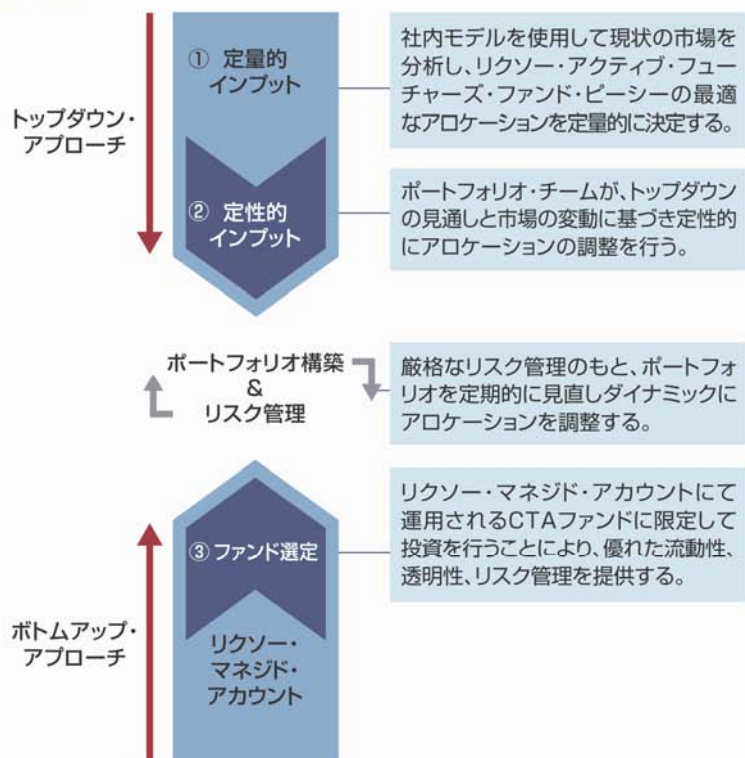 トップダウン・
アプローチ
① 定量的
インプット
社内モデルを使用して現状の市場を
分析し、リクソー・アクティブ・フュー
チャーズ・ファンド・ピーシーの最適
なアロケーションを定量的に決定する。
② 定性的
インプット
ポートフォリオ・チームが、トップダウン
の見通しと市場の変動に基づき定性的
にアロケーションの調整を行う。
ポートフォリオ構築
&
リスク管理
厳格なリスク管理のもと、ポートフォ
リオを定期的に見直しダイナミックに
アロケーションを調整する。
③ ファンド選定
リクソー・マネジド・アカウントにて
運用されるCTAファンドに限定して
投資を行うことにより、優れた流動性、
透明性、リスク管理を提供する。
ボトムアップ・
アプローチ
リクソー・
マネジド・
アカウント